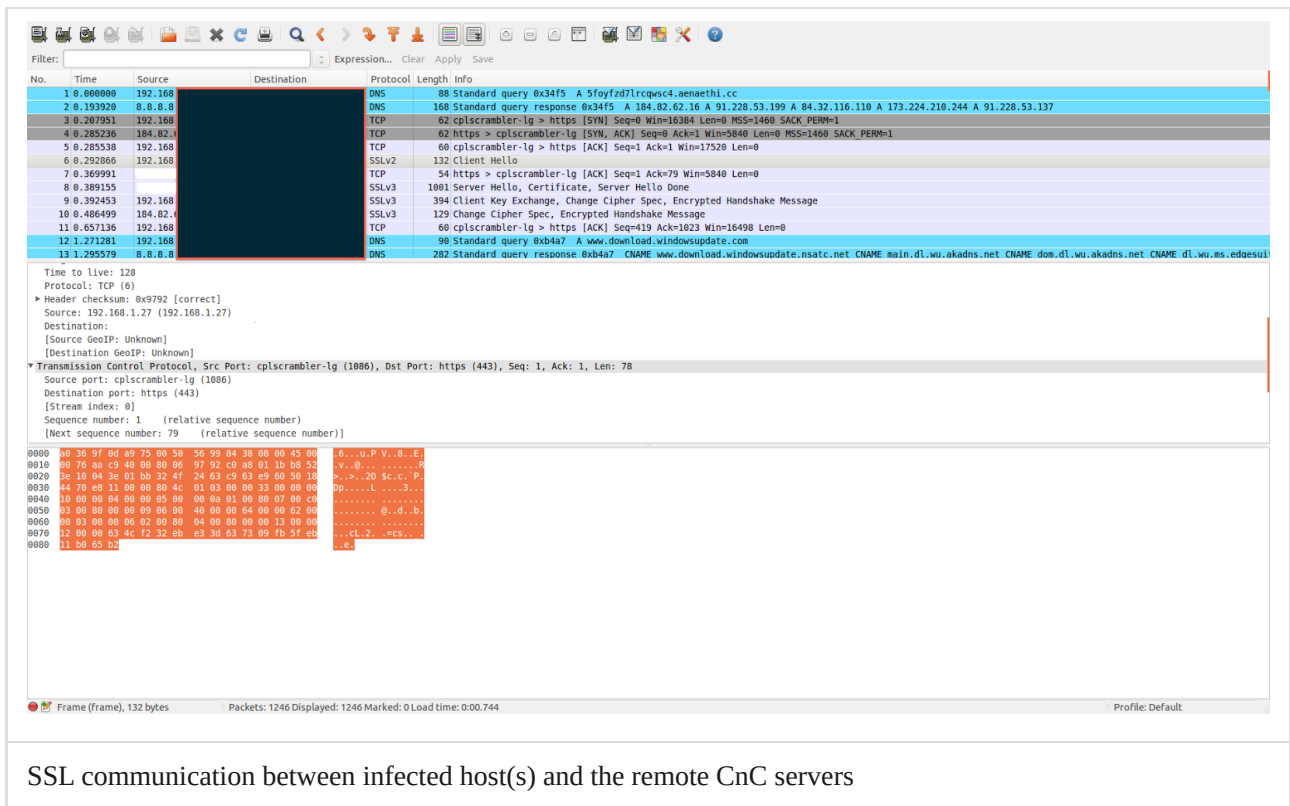 Filter: Expression... Clear Apply Save
No. Time Source Destination Protocol Length Info
1 0.000000 192.168 DNS 88 Standard query 0x34f5 A 5foyfzd7lrcqwsc4.aenaethi.cc
2 0.193920 8.8.8.8 DNS 168 Standard query response 0x34f5 A 184.82.62.16 A 91.228.53.199 A 84.32.116.110 A 173.224.210.244 A 91.228.53.137
3 0.207951 192.168 TCP 62 cplscrambler-lg > https [SYN] Seq=0 Win=16384 Len=0 MSS=1460 SACK_PERM=1
4 0.285236 184.82. TCP 62 https > cplscrambler-lg [SYN, ACK] Seq=0 Ack=1 Win=5840 Len=0 MSS=1460 SACK_PERM=1
5 0.285538 192.168 TCP 60 cplscrambler-lg > https [ACK] Seq=1 Ack=1 Win=17520 Len=0
6 0.292866 192.168 SSLv2 132 Client Hello
7 0.369991 TCP 54 https > cplscrambler-lg [ACK] Seq=1 Ack=79 Win=5840 Len=0
8 0.389155 SSLv3 1001 Server Hello, Certificate, Server Hello Done
9 0.392453 192.168 SSLv3 394 Client Key Exchange, Change Cipher Spec, Encrypted Handshake Message
10 0.486499 184.82. SSLv3 129 Change Cipher Spec, Encrypted Handshake Message
11 0.657136 192.168 TCP 60 cplscrambler-lg > https [ACK] Seq=419 Ack=1023 Win=16498 Len=0
12 1.271281 192.168 DNS 90 Standard query 0xb4a7 A www.download.windowsupdate.com
13 1.295579 8.8.8.8 DNS 282 Standard query response 0xb4a7 CNAME www.download.windowsupdate.nsatc.net CNAME main.dl.wu.akadns.net CNAME dom.dl.wu.akadns.net CNAME dl.wu.ms.edgesui
Time to live: 128
Protocol: TCP (6)
Header checksum: 0x9792 [correct]
Source: 192.168.1.27 (192.168.1.27)
Destination:
[Source GeoIP: Unknown]
[Destination GeoIP: Unknown]
Transmission Control Protocol, Src Port: cplscrambler-lg (1086), Dst Port: https (443), Seq: 1, Ack: 1, Len: 78
Source port: cplscrambler-lg (1086)
Destination port: https (443)
[Stream index: 0]
Sequence number: 1 (relative sequence number)
[Next sequence number: 79 (relative sequence number)]
0000 a0 36 9f 0d a9 75 00 50 56 99 84 38 08 00 45 00 .6...u.P V..8..E.
0010 00 76 aa c9 40 00 80 06 97 92 c0 a8 01 1b b8 52 .v..@... .......R
0020 3e 10 04 3e 01 bb 32 4f 24 63 c9 63 e9 60 50 18 >..>..2O $c.c.`P.
0030 44 70 e8 11 00 00 80 4c 01 03 00 00 33 00 00 00 Dp.....L ....3...
0040 10 00 00 04 00 00 05 00 00 0a 01 00 80 07 00 c0 ........ ........
0050 03 00 80 00 00 09 06 00 40 00 00 64 00 00 62 00 ........ @..d..b.
0060 00 03 00 00 06 02 00 80 04 00 80 00 00 13 00 00 ........ ........
0070 12 00 00 63 4c f2 32 eb e3 3d 63 73 09 fb 5f eb ...cL.2. .=cs.._.
0080 11 b0 65 b2 ..e.
Frame (frame), 132 bytes Packets: 1246 Displayed: 1246 Marked: 0 Load time: 0:00.744 Profile: Default
SSL communication between infected host(s) and the remote CnC servers